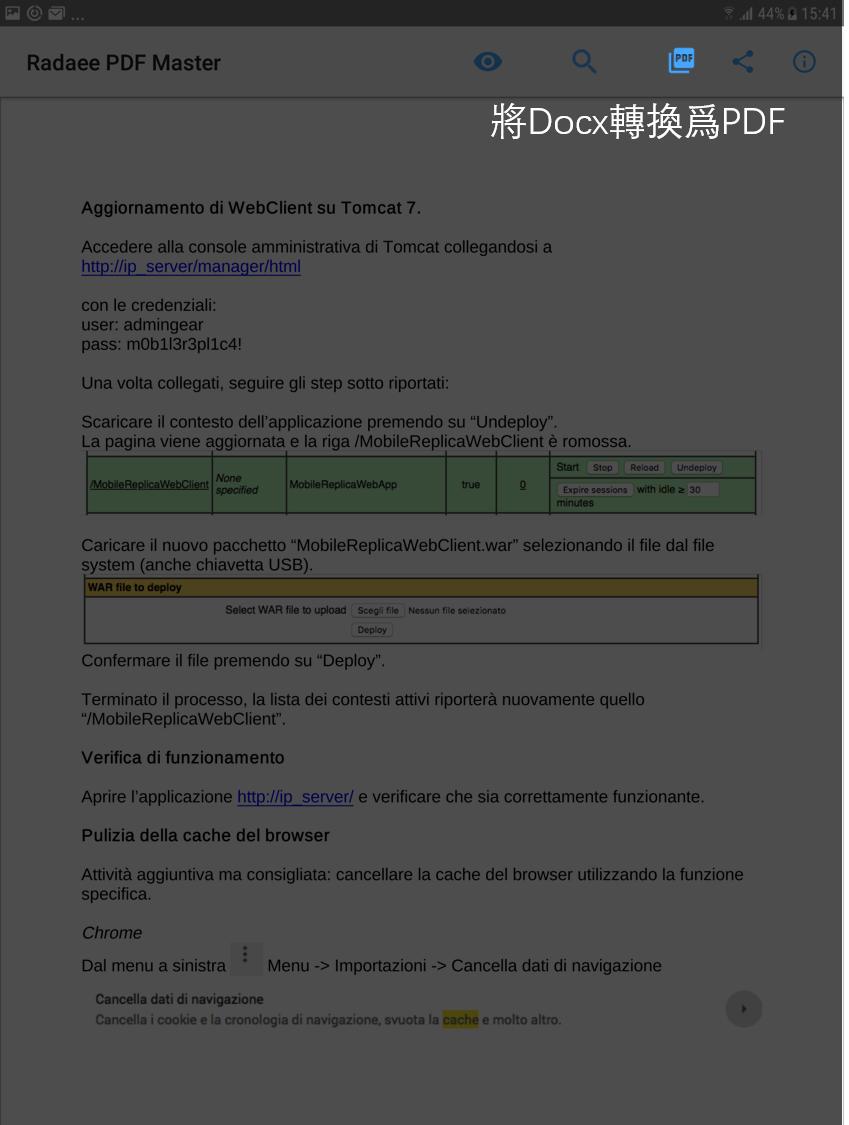 ... 44% 15:41
Radaee PDF Master
PDF
將Docx轉換爲PDF
Aggiornamento di WebClient su Tomcat 7.
Accedere alla console amministrativa di Tomcat collegandosi a
http://ip_server/manager/html
con le credenziali:
user: admingear
pass: m0b1l3r3pl1c4!
Una volta collegati, seguire gli step sotto riportati:
Scaricare il contesto dell’applicazione premendo su “Undeploy”.
La pagina viene aggiornata e la riga /MobileReplicaWebClient è romossa.
Start Stop Reload Undeploy
/MobileReplicaWebClient None specified MobileReplicaWebApp true 0
Expire sessions with idle ≥ 30
minutes
Caricare il nuovo pacchetto “MobileReplicaWebClient.war” selezionando il file dal file
system (anche chiavetta USB).
WAR file to deploy
Select WAR file to upload Scegli file Nessun file selezionato
Deploy
Confermare il file premendo su “Deploy”.
Terminato il processo, la lista dei contesti attivi riporterà nuovamente quello
“/MobileReplicaWebClient”.
Verifica di funzionamento
Aprire l’applicazione http://ip_server/ e verificare che sia correttamente funzionante.
Pulizia della cache del browser
Attività aggiuntiva ma consigliata: cancellare la cache del browser utilizzando la funzione
specifica.
Chrome
Dal menu a sinistra Menu -> Importazioni -> Cancella dati di navigazione
Cancella dati di navigazione
Cancella i cookie e la cronologia di navigazione, svuota la cache e molto altro.